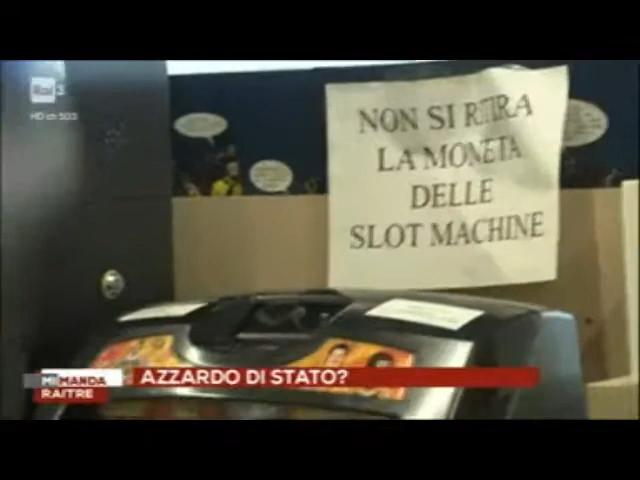 Rai 3
HD ch 503
NON SI RITIRA
LA MONETA
DELLE
SLOT MACHINE
MI MANDA
RAITRE
AZZARDO DI STATO?